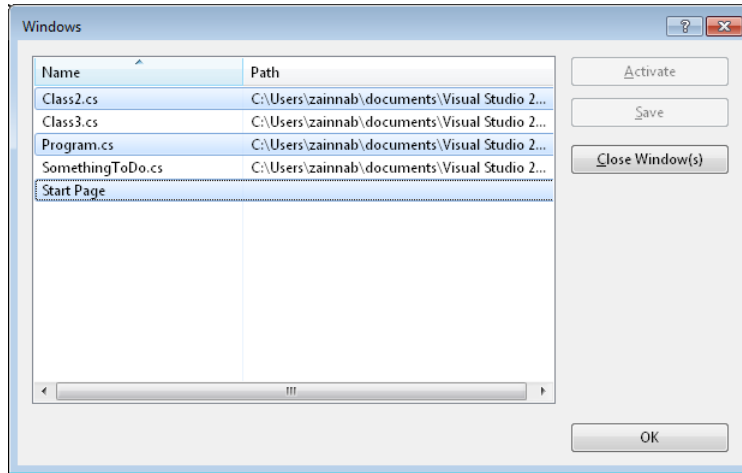 Windows
Name Path
Activate
Class2.cs C:\Users\zainnab\documents\Visual Studio 2...
Class3.cs C:\Users\zainnab\documents\Visual Studio 2...
Save
Program.cs C:\Users\zainnab\documents\Visual Studio 2...
SomethingToDo.cs C:\Users\zainnab\documents\Visual Studio 2...
Close Window(s)
Start Page
OK